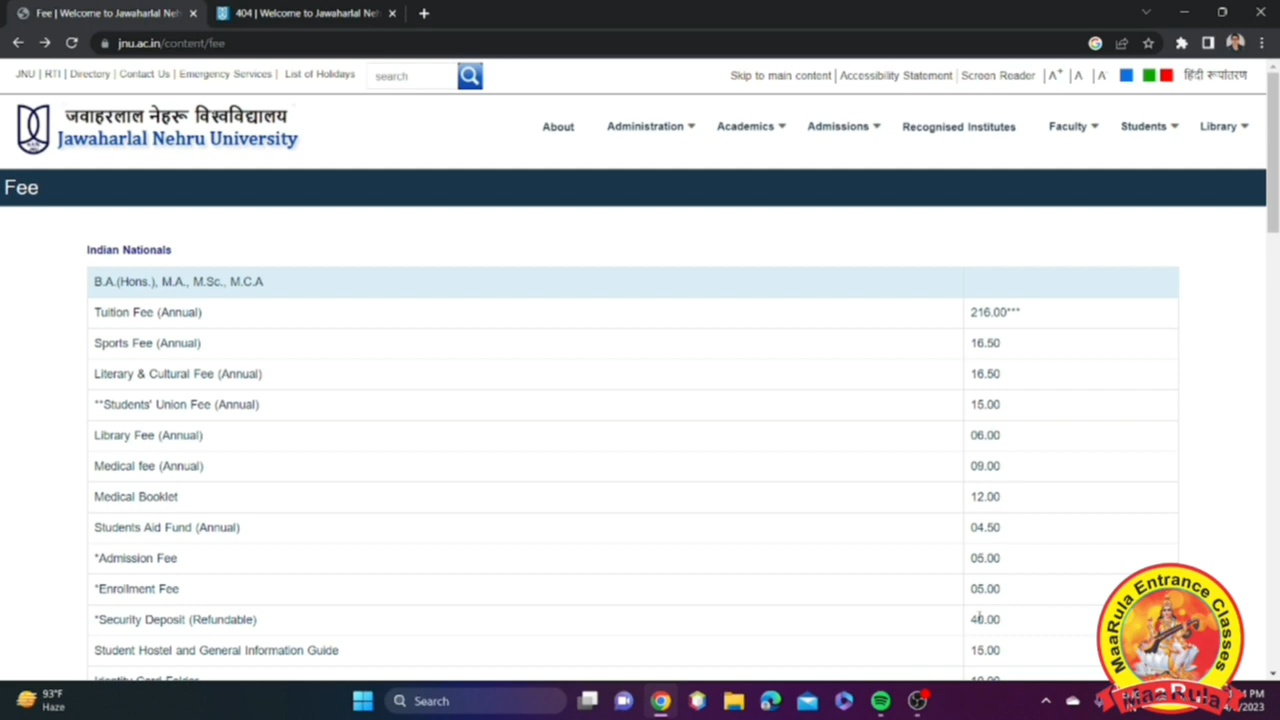 Fee | Welcome to Jawaharlal Neh
404 | Welcome to Jawaharlal Neh
jnu.ac.in/content/fee
JNU | RTI | Directory | Contact Us | Emergency Services | List of Holidays
search
Skip to main content | Accessibility Statement | Screen Reader | A+ | A | A-
हिंदी रूपांतरण
जवाहरलाल नेहरू विश्वविद्यालय
Jawaharlal Nehru University
About Administration Academics Admissions Recognised Institutes Faculty Students Library
Fee
Indian Nationals
B.A.(Hons.), M.A., M.Sc., M.C.A
Tuition Fee (Annual) 216.00***
Sports Fee (Annual) 16.50
Literary & Cultural Fee (Annual) 16.50
**Students' Union Fee (Annual) 15.00
Library Fee (Annual) 06.00
Medical fee (Annual) 09.00
Medical Booklet 12.00
Students Aid Fund (Annual) 04.50
*Admission Fee 05.00
*Enrollment Fee 05.00
*Security Deposit (Refundable) 40.00
Student Hostel and General Information Guide 15.00
MaaRula Entrance Classes
MaaRula
93°F
Haze
Search